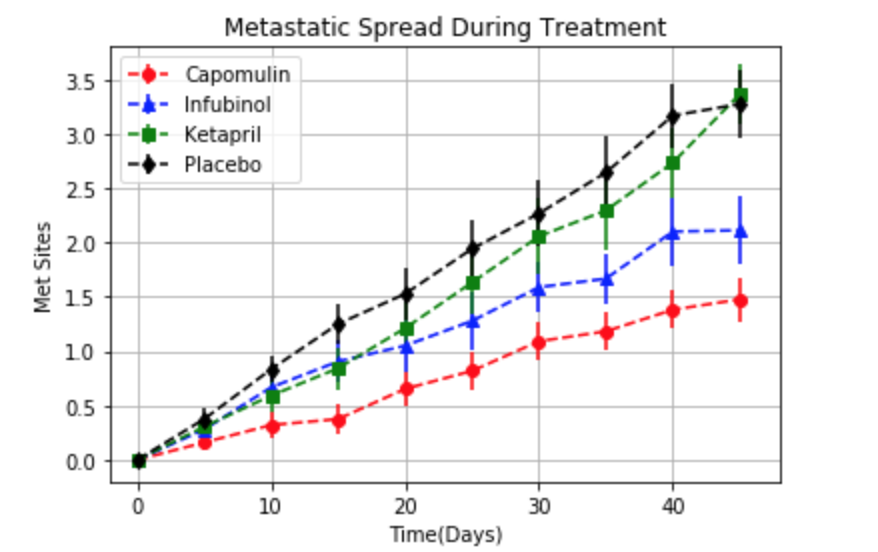 Metastatic Spread During Treatment
Capomulin
Infubinol
Ketapril
Placebo
3.5
3.0
2.5
2.0
1.5
1.0
0.5
0.0
Met Sites
0 10 20 30 40
Time(Days)